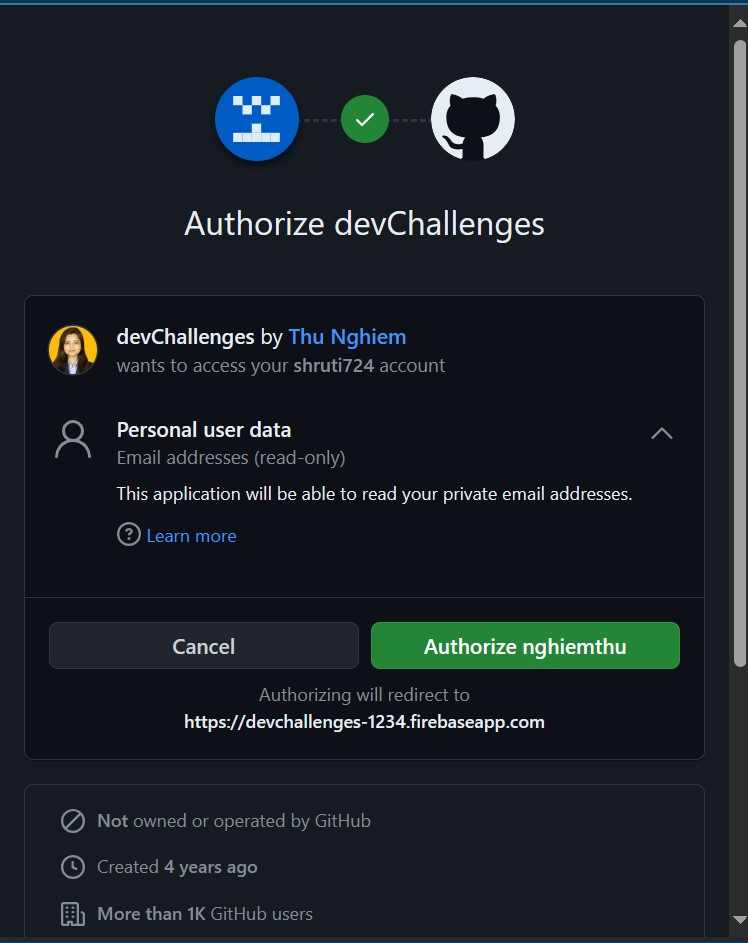 Authorize devChallenges
devChallenges by Thu Nghiem
wants to access your shruti724 account
Personal user data
Email addresses (read-only)
This application will be able to read your private email addresses.
Learn more
Cancel
Authorize nghiemthu
Authorizing will redirect to
https://devchallenges-1234.firebaseapp.com
Not owned or operated by GitHub
Created 4 years ago
More than 1K GitHub users